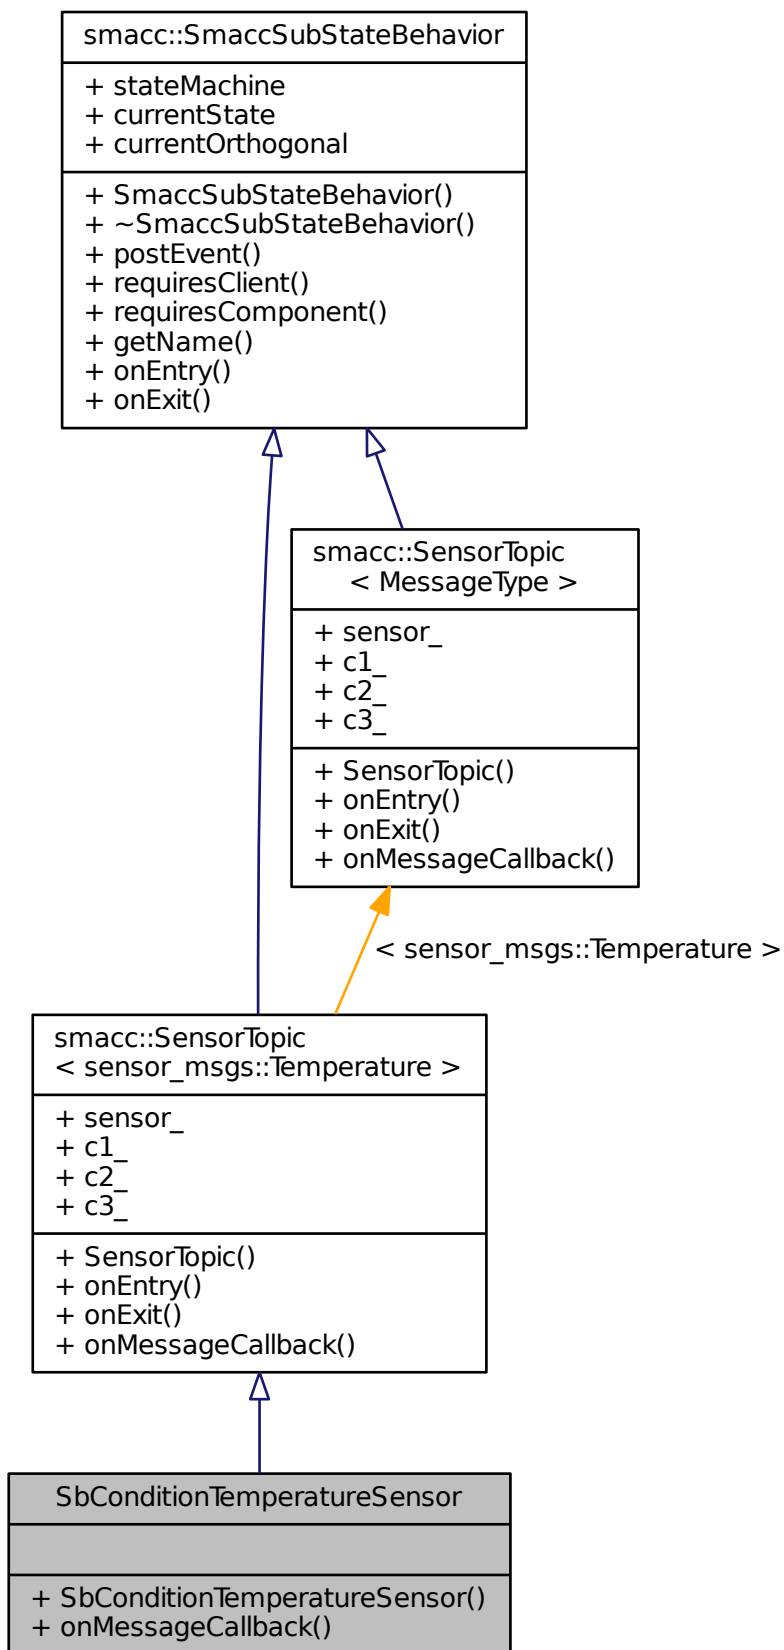 smacc::SmaccSubStateBehavior
+ stateMachine
+ currentState
+ currentOrthogonal
+ SmaccSubStateBehavior()
+ ~SmaccSubStateBehavior()
+ postEvent()
+ requiresClient()
+ requiresComponent()
+ getName()
+ onEntry()
+ onExit()
smacc::SensorTopic
< MessageType >
+ sensor_
+ c1_
+ c2_
+ c3_
+ SensorTopic()
+ onEntry()
+ onExit()
+ onMessageCallback()
< sensor_msgs::Temperature >
smacc::SensorTopic
< sensor_msgs::Temperature >
+ sensor_
+ c1_
+ c2_
+ c3_
+ SensorTopic()
+ onEntry()
+ onExit()
+ onMessageCallback()
SbConditionTemperatureSensor
+ SbConditionTemperatureSensor()
+ onMessageCallback()